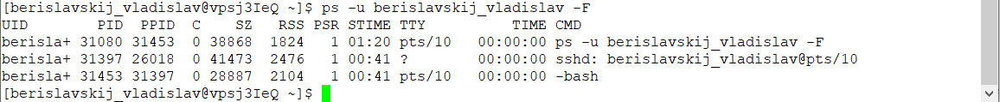 [berislavskij_vladislav@vpsj3IeQ ~]$ ps -u berislavskij_vladislav -F
UID        PID  PPID  C    SZ   RSS PSR STIME TTY          TIME CMD
berisla+ 31080 31453  0 38868  1824   1 01:20 pts/10   00:00:00 ps -u berislavskij_vladislav -F
berisla+ 31397 26018  0 41473  2476   1 00:41 ?        00:00:00 sshd: berislavskij_vladislav@pts/10
berisla+ 31453 31397  0 28887  2104   1 00:41 pts/10   00:00:00 -bash
[berislavskij_vladislav@vpsj3IeQ ~]$